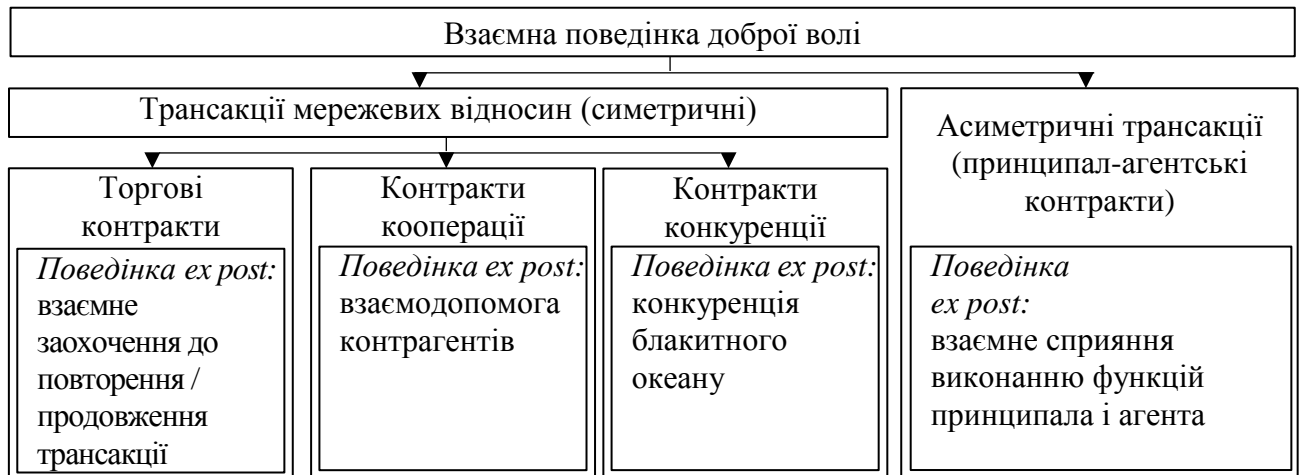 Взаємна поведінка доброї волі
Трансакції мережевих відносин (симетричні)
Торгові
контракти
Поведінка ex post:
взаємне
заохочення до
повторення /
продовження
трансакції
Контракти
кооперації
Поведінка ex post:
взаємодопомога
контрагентів
Контракти
конкуренції
Поведінка ex post:
конкуренція
блакитного
океану
Асиметричні трансакції
(принципал-агентські
контракти)
Поведінка
ex post:
взаємне сприяння
виконанню функцій
принципала і агента